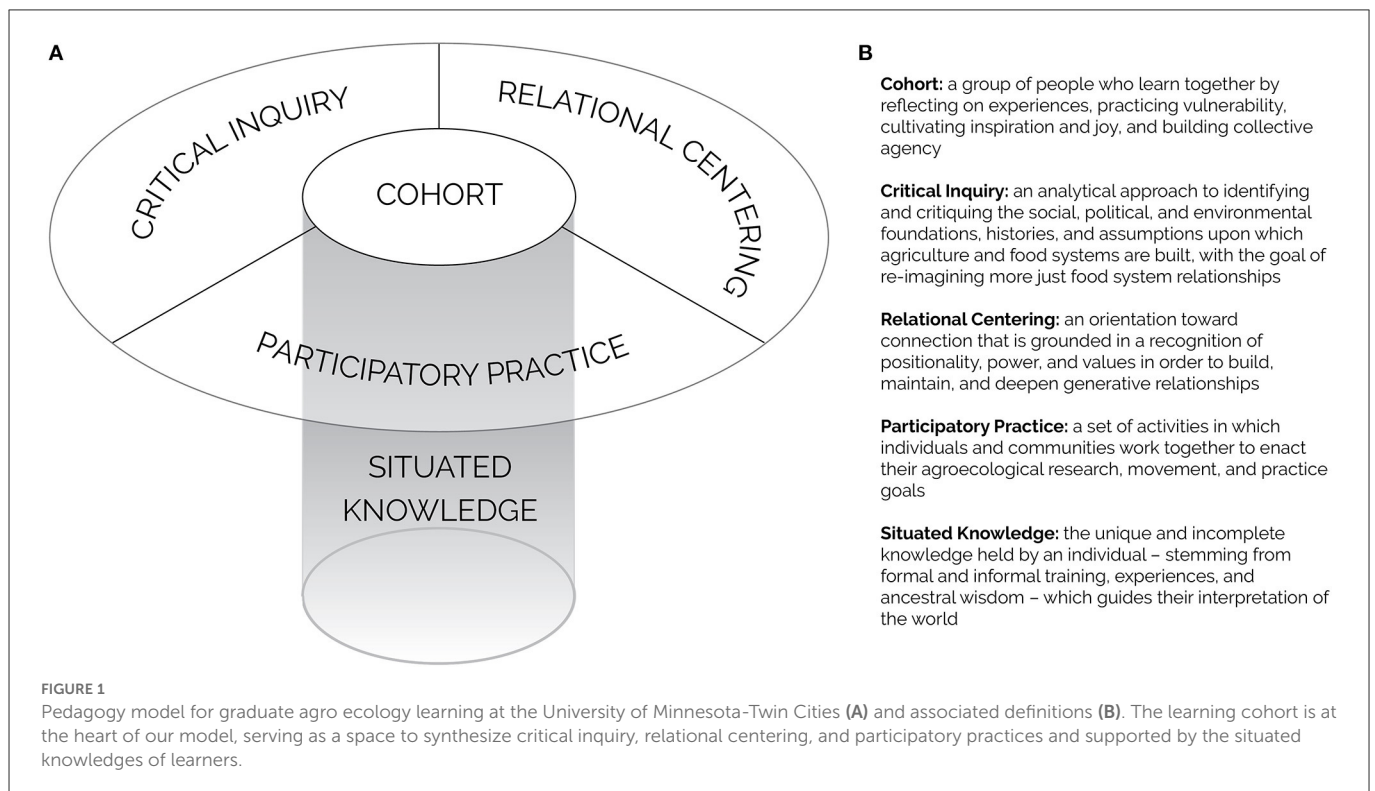 A
CRITICAL INQUIRY
RELATIONAL CENTERING
COHORT
PARTICIPATORY PRACTICE
SITUATED
KNOWLEDGE
B
Cohort: a group of people who learn together by
reflecting on experiences, practicing vulnerability,
cultivating inspiration and joy, and building collective
agency
Critical Inquiry: an analytical approach to identifying
and critiquing the social, political, and environmental
foundations, histories, and assumptions upon which
agriculture and food systems are built, with the goal of
re-imagining more just food system relationships
Relational Centering: an orientation toward
connection that is grounded in a recognition of
positionality, power, and values in order to build,
maintain, and deepen generative relationships
Participatory Practice: a set of activities in which
individuals and communities work together to enact
their agroecological research, movement, and practice
goals
Situated Knowledge: the unique and incomplete
knowledge held by an individual – stemming from
formal and informal training, experiences, and
ancestral wisdom – which guides their interpretation of
the world
FIGURE 1
Pedagogy model for graduate agro ecology learning at the University of Minnesota-Twin Cities (A) and associated definitions (B). The learning cohort is at
the heart of our model, serving as a space to synthesize critical inquiry, relational centering, and participatory practices and supported by the situated
knowledges of learners.